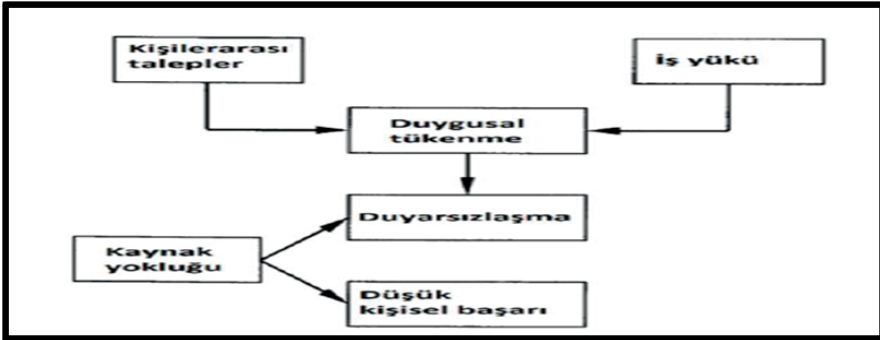 Kişilerarası
talepler
İş yükü
Duygusal
tükenme
Duyarsızlaşma
Kaynak
yokluğu
Düşük
kişisel başarı